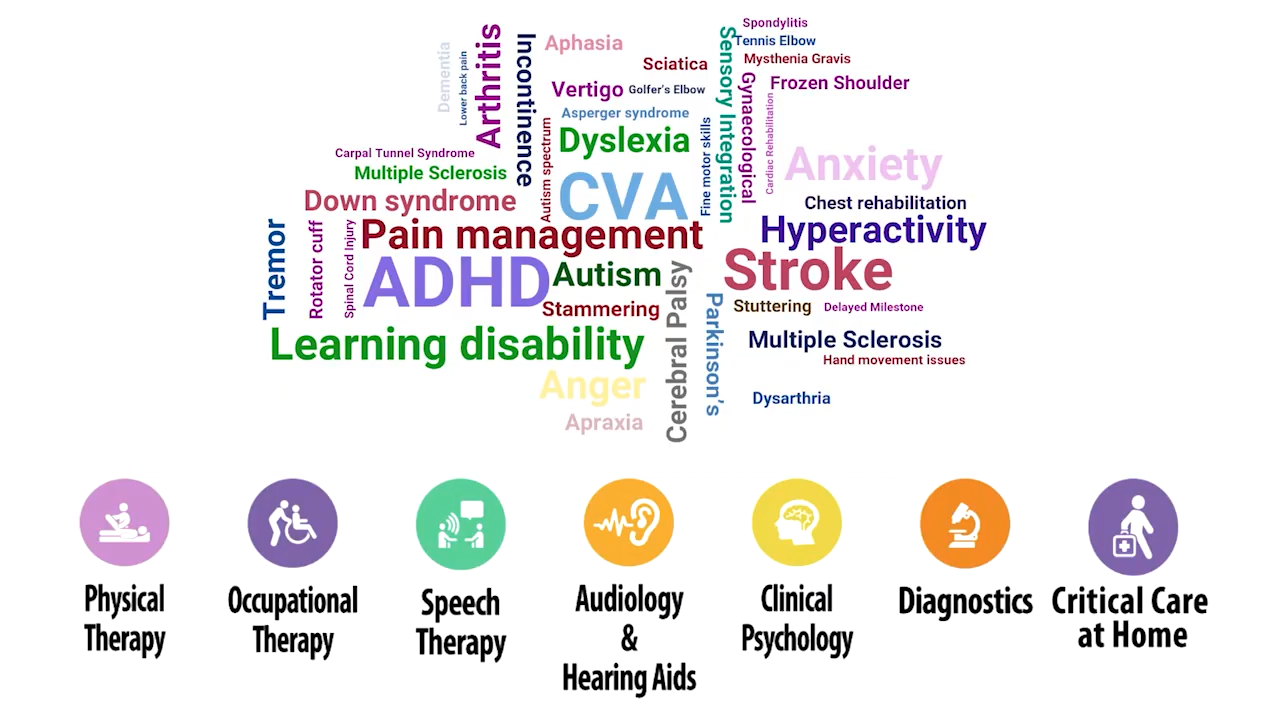 Spondylitis
Tennis Elbow
Mysthenia Gravis
Frozen Shoulder
Aphasia
Sciatica
Vertigo
Golfer's Elbow
Asperger syndrome
Dyslexia
CVA
Dementia
Lower back pain
Arthritis
Incontinence
Autism spectrum
Fine motor skills
Sensory Integration
Gynaecological
Cardiac Rehabilitation
Anxiety
Carpal Tunnel Syndrome
Multiple Sclerosis
Down syndrome
Chest rehabilitation
Hyperactivity
Pain management
Tremor
Rotator cuff
Spinal Cord Injury
ADHD
Autism
Stroke
Stammering
Cerebral Palsy
Parkinson's
Stuttering
Delayed Milestone
Learning disability
Multiple Sclerosis
Hand movement issues
Anger
Dysarthria
Apraxia
Physical
Therapy
Occupational
Therapy
Speech
Therapy
Audiology
&
Hearing Aids
Clinical
Psychology
Diagnostics
Critical Care
at Home